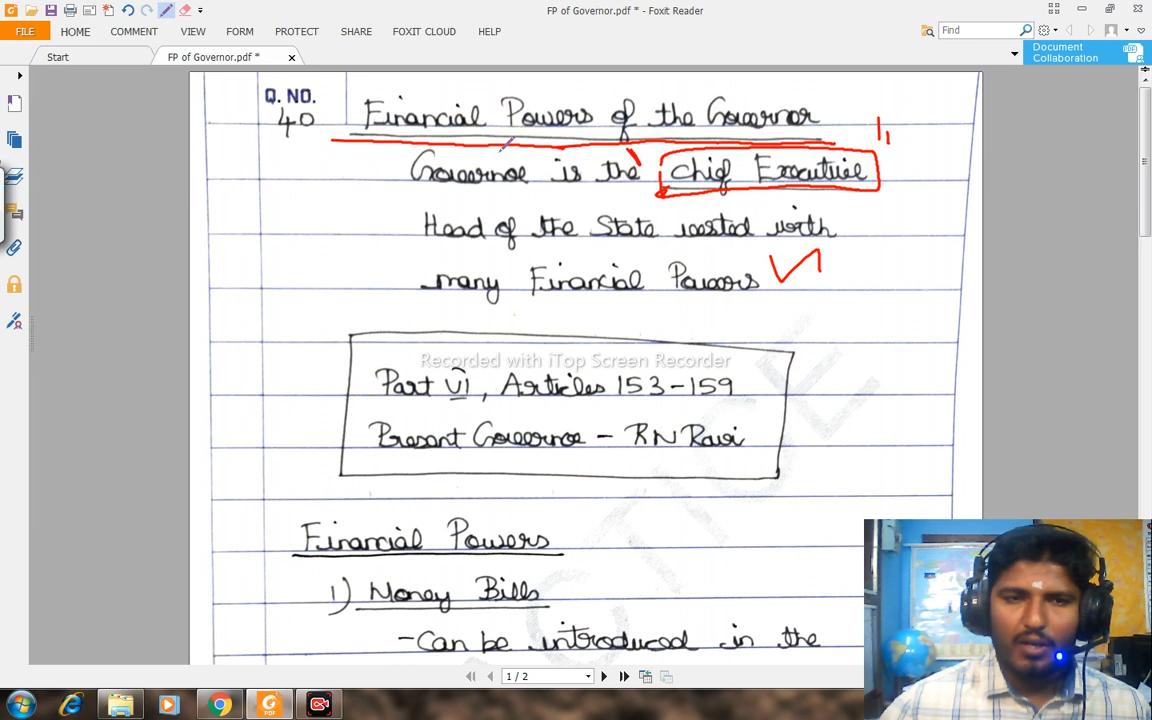 FP of Governor.pdf * - Foxit Reader
FILE HOME COMMENT VIEW FORM PROTECT SHARE FOXIT CLOUD HELP
Find
Start
FP of Governor.pdf *
Document
Collaboration
Q. NO.
40
Financial Powers of the Governor
Governor is the Chief Executive
Head of the State vested with
many Financial Powers
Recorded with iTop Screen Recorder
Part VI, Articles 153-159
Present Governor - RN Ravi
Financial Powers
1) Money Bills
- Can be introduced in the
1 / 2
PDF